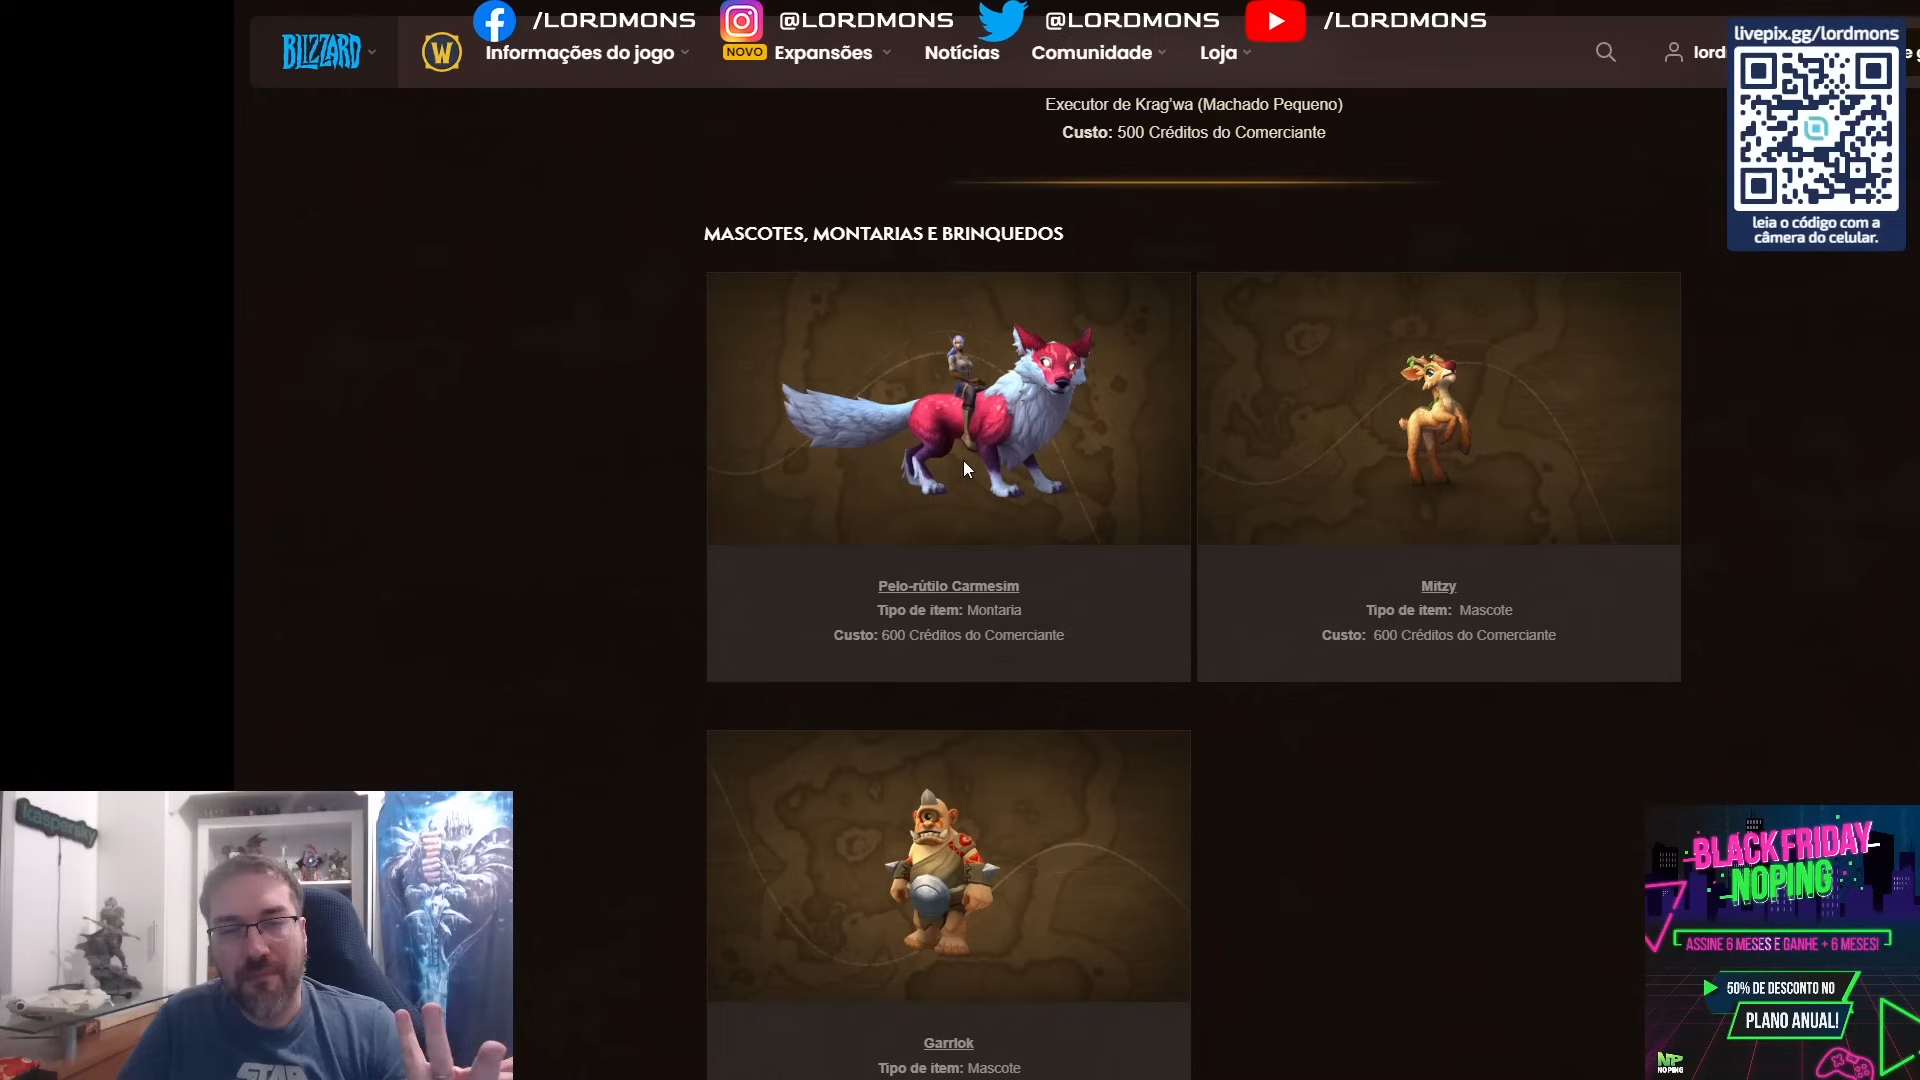 /LORDMONS
@LORDMONS
@LORDMONS
/LORDMONS
BLIZZARD
W
Informações do jogo
NOVO
Expansões
Notícias
Comunidade
Loja
livepix.gg/lordmons
leia o código com a
câmera do celular.
Executor de Krag'wa (Machado Pequeno)
Custo: 500 Créditos do Comerciante
MASCOTES, MONTARIAS E BRINQUEDOS
Pelo-rútilo Carmesim
Tipo de item: Montaria
Custo: 600 Créditos do Comerciante
Mitzy
Tipo de item: Mascote
Custo: 600 Créditos do Comerciante
Garrlok
Tipo de item: Mascote
kaspersky
STAR
BLACK FRIDAY
NOPING
ASSINE 6 MESES E GANHE + 6 MESES!
50% DE DESCONTO NO
PLANO ANUAL!
NP
NOPING